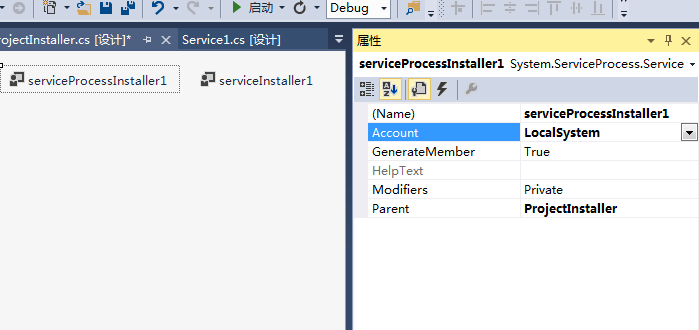 启动 Debug
rojectInstaller.cs [设计]* Service1.cs [设计]
属性
serviceProcessInstaller1 System.ServiceProcess.Service
serviceProcessInstaller1 serviceInstaller1
(Name) serviceProcessInstaller1
Account LocalSystem
GenerateMember True
HelpText
Modifiers Private
Parent ProjectInstaller